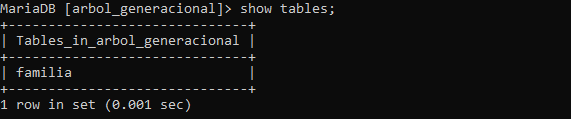 MariaDB [arbol_generacional]> show tables;
+------------------------------+
| Tables_in_arbol_generacional |
+------------------------------+
| familia                      |
+------------------------------+
1 row in set (0.001 sec)